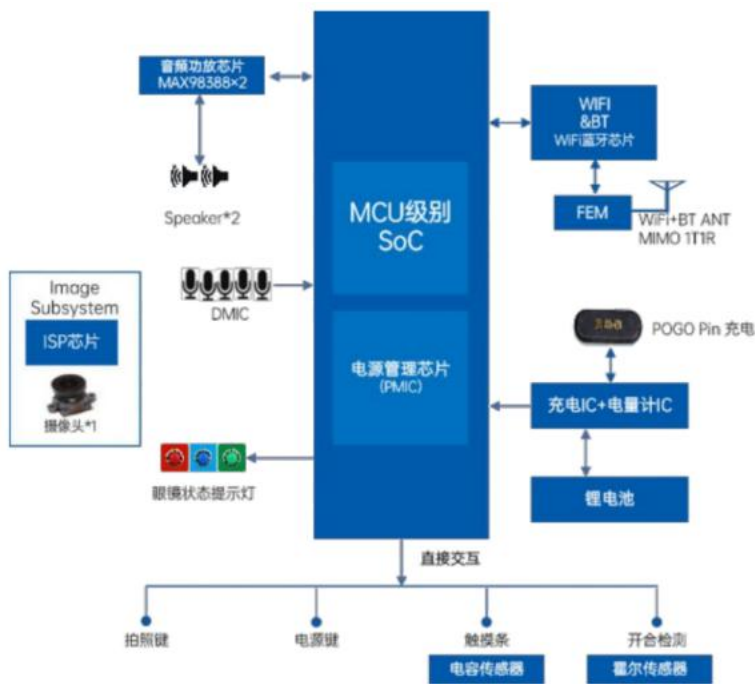 音频功放芯片
MAX98388×2
Speaker*2
DMIC
Image
Subsystem
ISP芯片
摄像头*1
眼镜状态提示灯
MCU级别
SoC
电源管理芯片
(PMIC)
WIFI
&BT
WiFi蓝牙芯片
FEM
WiFi+BT ANT
MIMO 1T1R
POGO Pin 充电
充电IC+电量计IC
锂电池
直接交互
拍照键
电源键
触摸条
电容传感器
开合检测
霍尔传感器